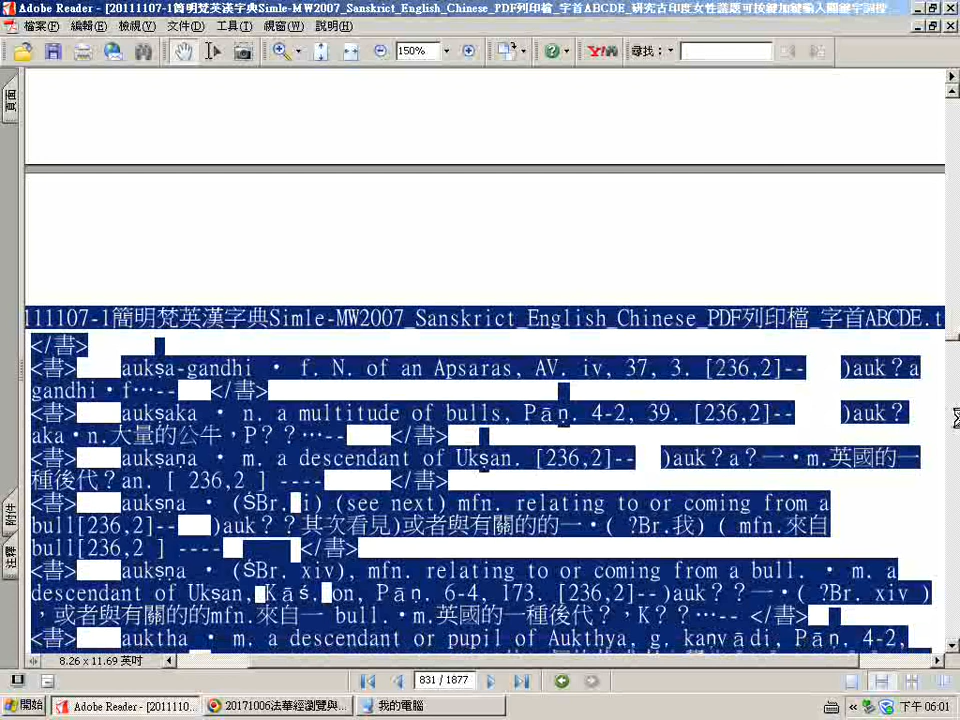 Adobe Reader - [20111107-1簡明梵英漢字典Simle-MW2007_Sanskrict_English_Chinese_PDF列印檔_字首ABCDE_研究古印度女性議題可按鍵加鍵輸入關鍵字詞搜
檔案(F) 編輯(E) 檢視(V) 文件(D) 工具(T) 視窗(W) 說明(H)
150% Y! 尋找:
頁面
111107-1簡明梵英漢字典Simle-MW2007_Sanskrict_English_Chinese_PDF列印檔_字首ABCDE.t
</書>
<書> aukṣa-gandhi • f. N. of an Apsaras, AV. iv, 37, 3. [236,2]-- )auk？a
gandhi•f…-- </書>
<書> aukṣaka • n. a multitude of bulls, Pāṇ. 4-2, 39. [236,2]-- )auk？
aka•n.大量的公牛，P？？…-- </書>
<書> aukṣaṇa • m. a descendant of Ukṣan. [236,2]-- )auk？a？一•m.英國的一
種後代？an. [ 236,2 ] ---- </書>
<書> aukṣṇa • (ŚBr. i) (see next) mfn. relating to or coming from a
bull[236,2]-- )auk？？其次看見)或者與有關的的一•( ?Br.我) ( mfn.來自
bull[236,2 ] ---- </書>
<書> aukṣṇa • (ŚBr. xiv), mfn. relating to or coming from a bull. • m. a
descendant of Ukṣan, Kāś. on, Pāṇ. 6-4, 173. [236,2]--)auk？？一•( ?Br. xiv )
，或者與有關的的mfn.來自一 bull.•m.英國的一種後代？，K？？…-- </書>
<書> auktha • m. a descendant or pupil of Aukthya, g. kaṇvādi, Pāṇ. 4-2,
附件
注釋
8.26 x 11.69 英吋
831 / 1877
開始 Adobe Reader - [2011110... 20171006法華經瀏覽與... 我的電腦 下午 06:01